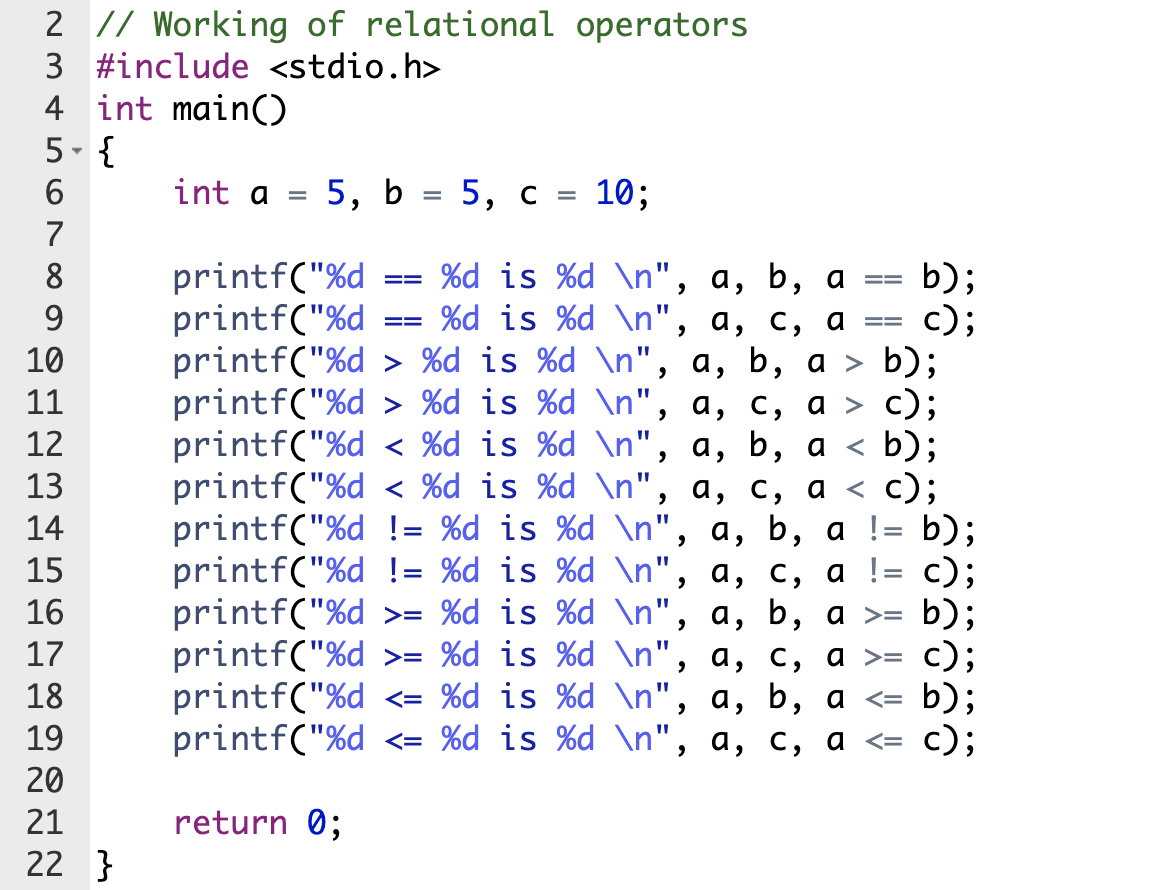 2 // Working of relational operators
3 #include <stdio.h>
4 int main()
5 {
6     int a = 5, b = 5, c = 10;
7
8     printf("%d == %d is %d \n", a, b, a == b);
9     printf("%d == %d is %d \n", a, c, a == c);
10     printf("%d > %d is %d \n", a, b, a > b);
11     printf("%d > %d is %d \n", a, c, a > c);
12     printf("%d < %d is %d \n", a, b, a < b);
13     printf("%d < %d is %d \n", a, c, a < c);
14     printf("%d != %d is %d \n", a, b, a != b);
15     printf("%d != %d is %d \n", a, c, a != c);
16     printf("%d >= %d is %d \n", a, b, a >= b);
17     printf("%d >= %d is %d \n", a, c, a >= c);
18     printf("%d <= %d is %d \n", a, b, a <= b);
19     printf("%d <= %d is %d \n", a, c, a <= c);
20
21     return 0;
22 }